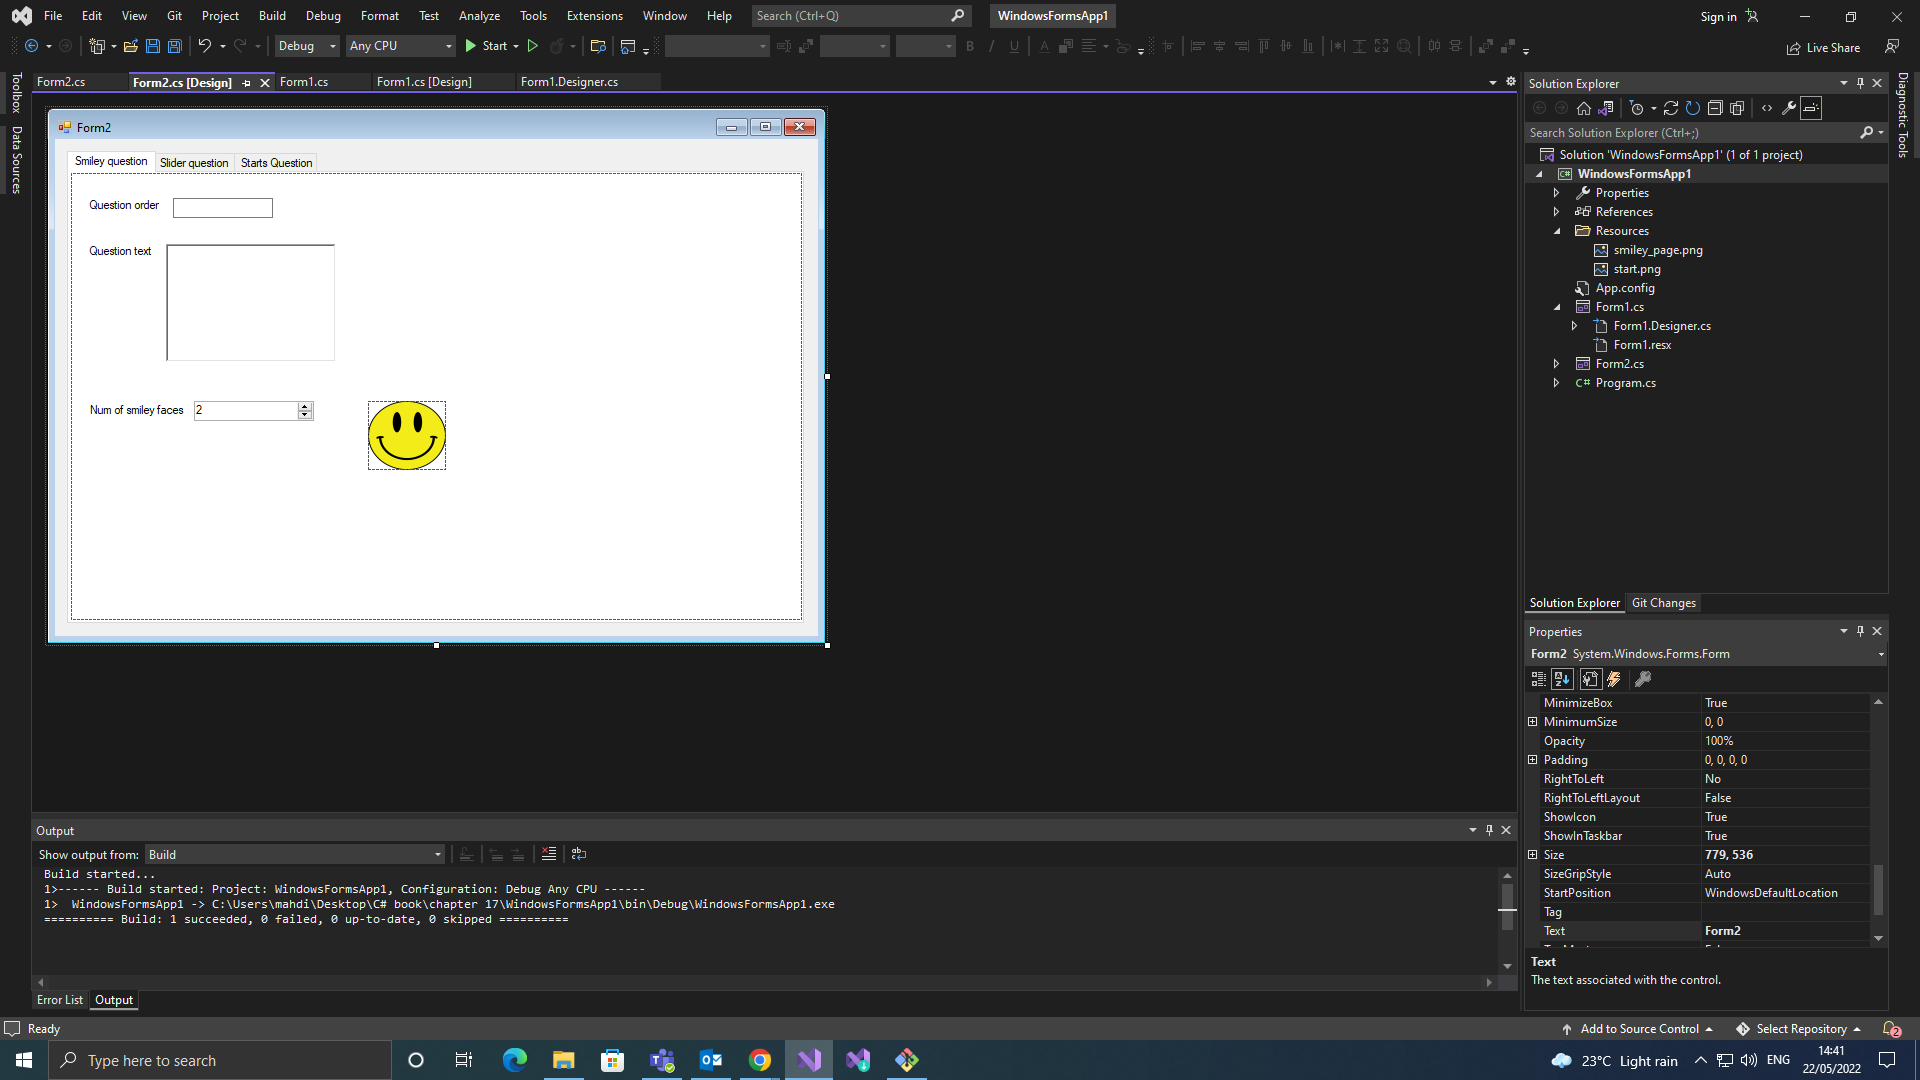 File Edit View Git Project Build Debug Format Test Analyze Tools Extensions Window Help Search (Ctrl+Q) WindowsFormsApp1 Sign in
Debug Any CPU Start Live Share
Toolbox
Data Sources
Form2.cs Form2.cs [Design] Form1.cs Form1.cs [Design] Form1.Designer.cs
Form2
Smiley question Slider question Starts Question
Question order
Question text
Num of smiley faces 2
Output
Show output from: Build
Build started...
1>------ Build started: Project: WindowsFormsApp1, Configuration: Debug Any CPU ------
1>  WindowsFormsApp1 -> C:\Users\mahdi\Desktop\C# book\chapter 17\WindowsFormsApp1\bin\Debug\WindowsFormsApp1.exe
========== Build: 1 succeeded, 0 failed, 0 up-to-date, 0 skipped ==========
Error List Output
Solution Explorer
Search Solution Explorer (Ctrl+;)
Solution 'WindowsFormsApp1' (1 of 1 project)
C# WindowsFormsApp1
Properties
References
Resources
smiley_page.png
start.png
App.config
Form1.cs
Form1.Designer.cs
Form1.resx
Form2.cs
C# Program.cs
Solution Explorer Git Changes
Properties
Form2 System.Windows.Forms.Form
MinimizeBox True
MinimumSize 0, 0
Opacity 100%
Padding 0, 0, 0, 0
RightToLeft No
RightToLeftLayout False
ShowIcon True
ShowInTaskbar True
Size 779, 536
SizeGripStyle Auto
StartPosition WindowsDefaultLocation
Tag
Text Form2
Text
The text associated with the control.
Diagnostic Tools
Ready Add to Source Control Select Repository 2
Type here to search 23°C Light rain ENG 14:41
22/05/2022